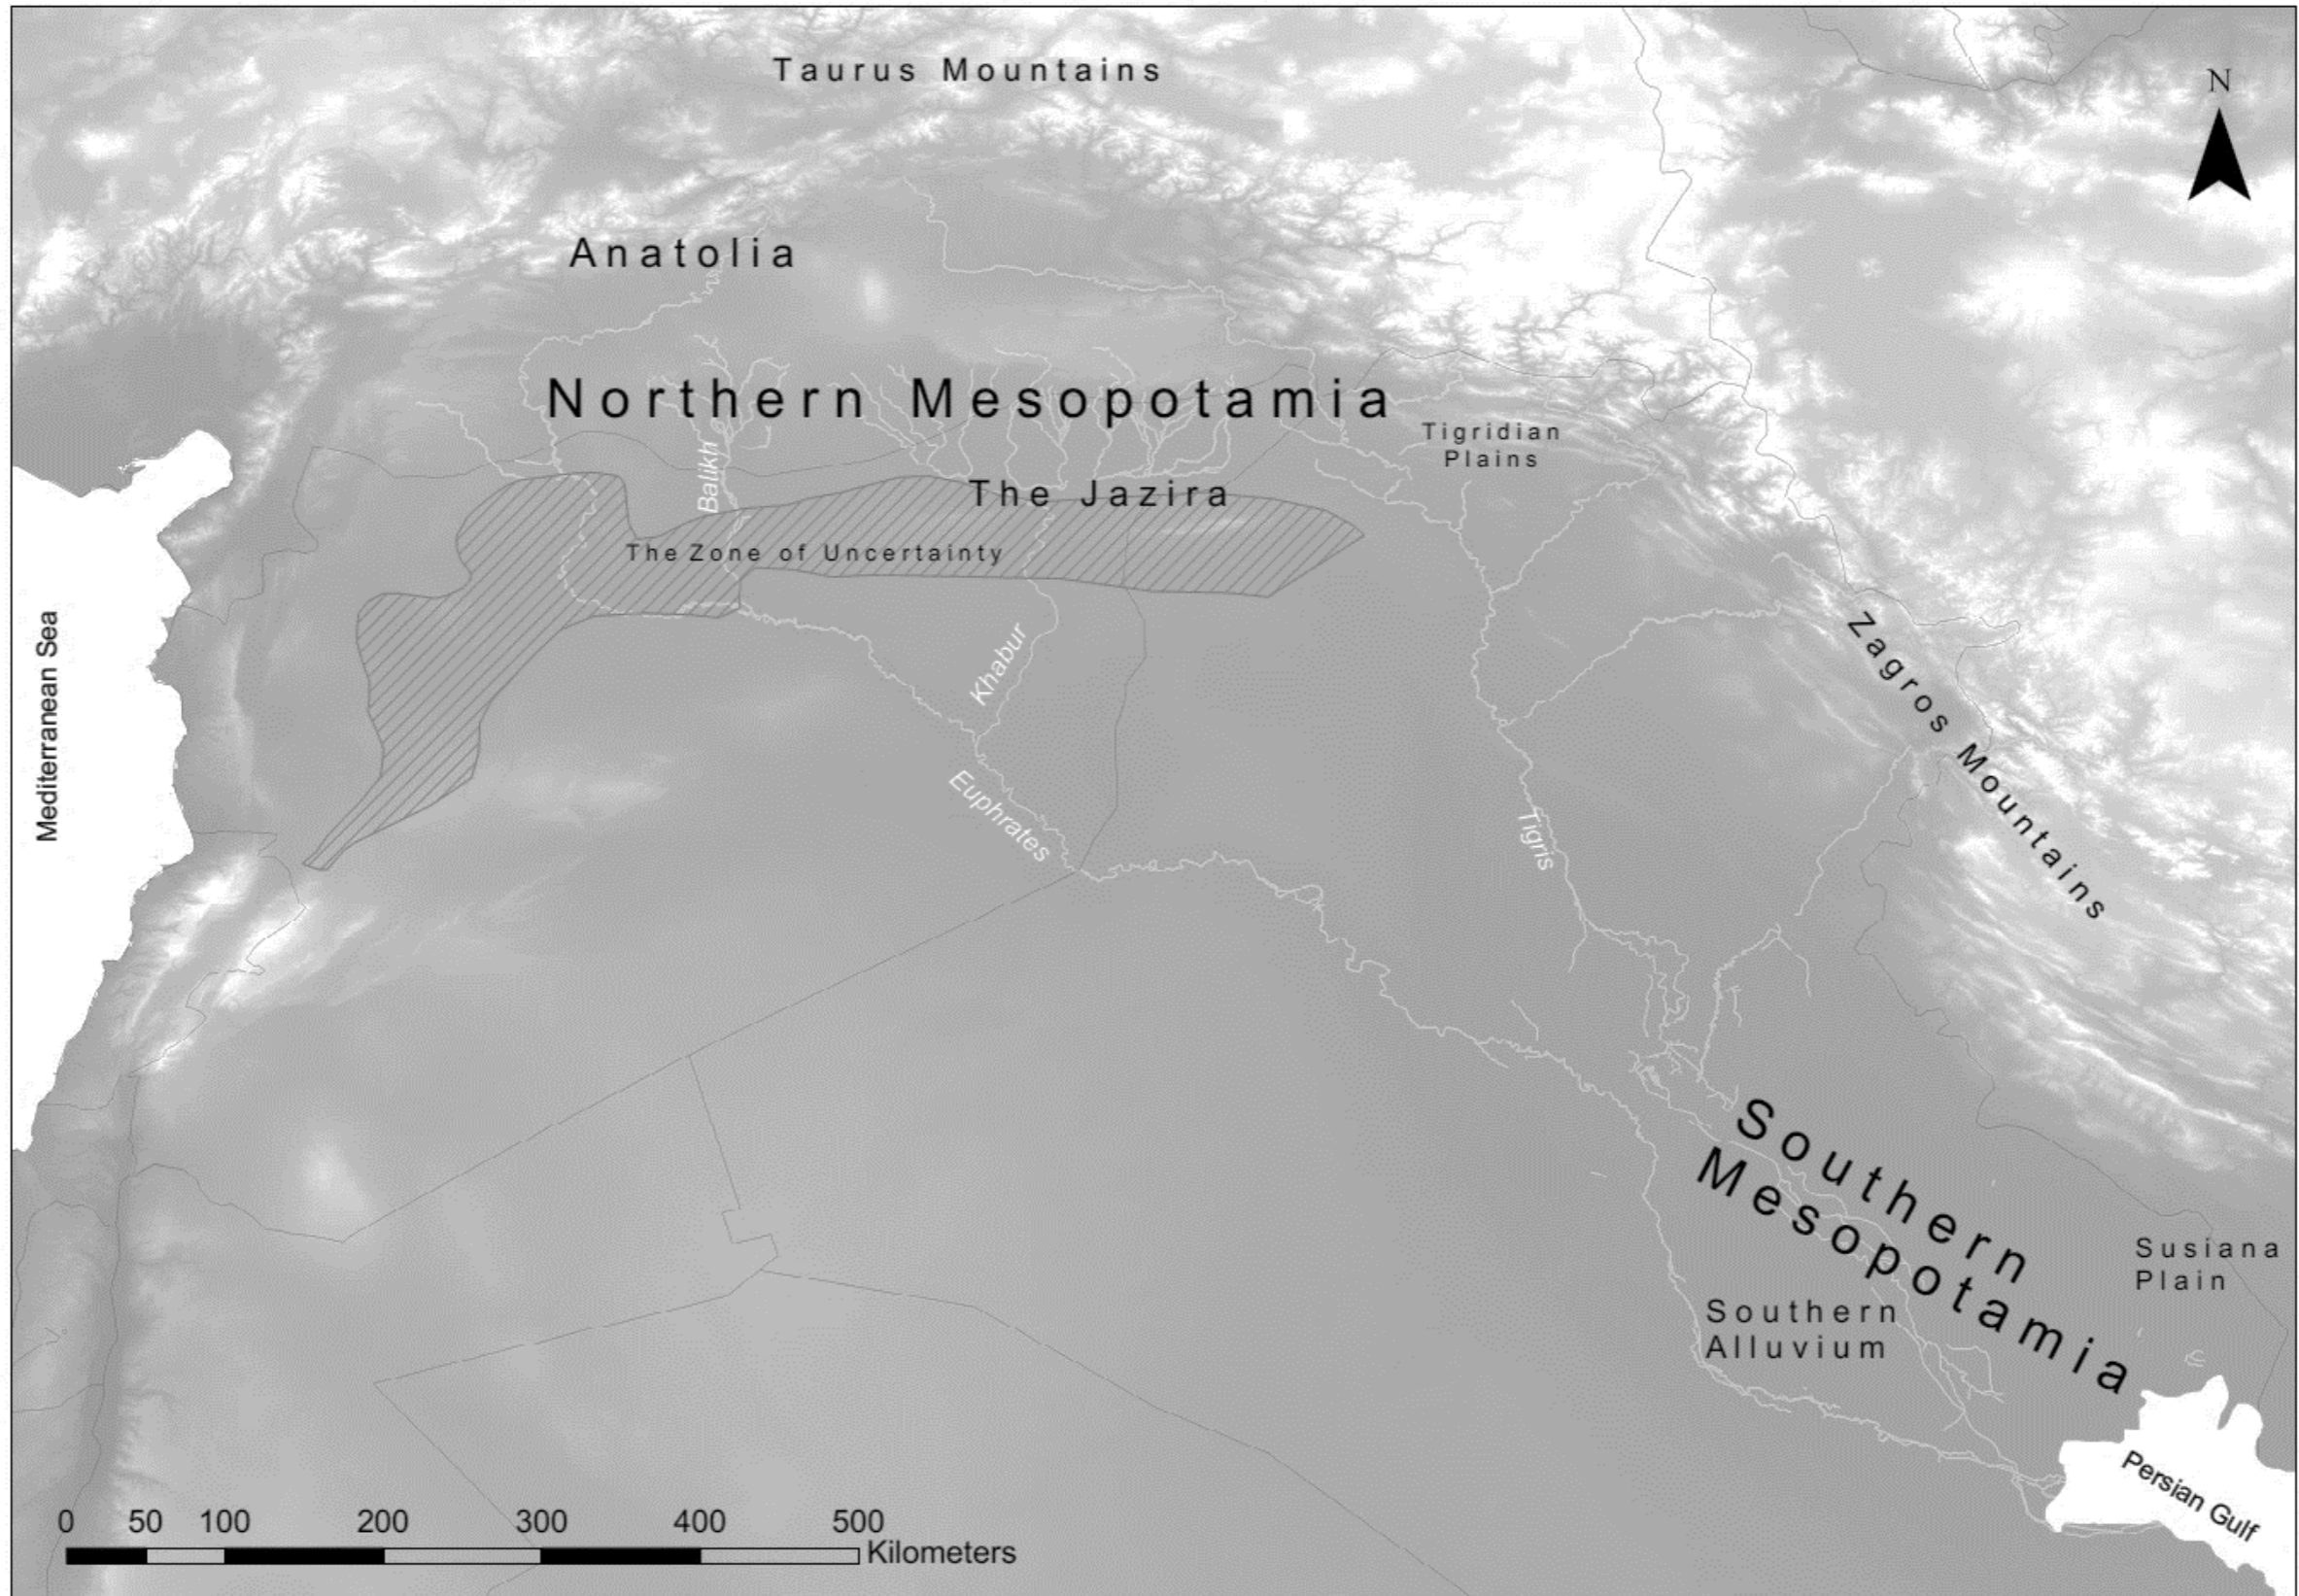 Taurus Mountains
N
Anatolia
Northern Mesopotamia
Tigridian
Plains
Balikh
The Jazira
The Zone of Uncertainty
Mediterranean Sea
Khabur
Zagros Mountains
Euphrates
Tigris
Southern
Mesopotamia
Susiana
Plain
Southern
Alluvium
Persian Gulf
0 50 100 200 300 400 500
Kilometers